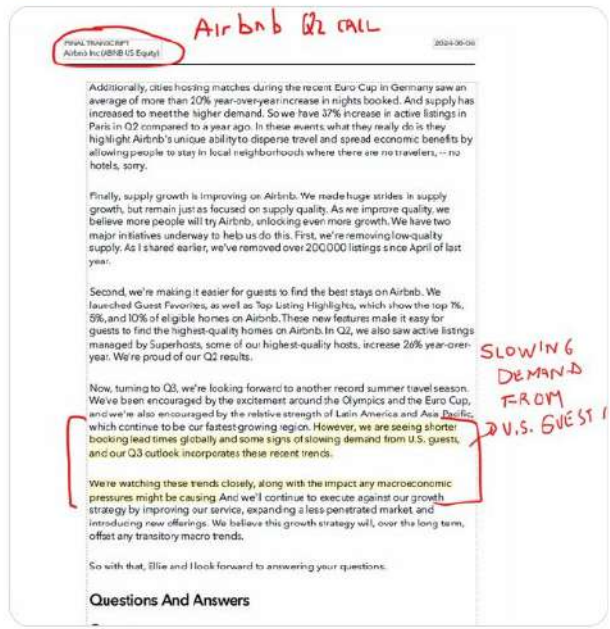 Airbnb Q2 CALL
FINAL TRANSCRIPT 2024-08-06
Airbnb Inc (ABNB US Equity)
Additionally, cities hosting matches during the recent Euro Cup in Germany saw an
average of more than 20% year-over-year increase in nights booked. And supply has
increased to meet the higher demand. So we have 37% increase in active listings in
Paris in Q2 compared to a year ago. In these events, what they really do is they
highlight Airbnb's unique ability to disperse travel and spread economic benefits by
allowing people to stay in local neighborhoods where there are no travelers, -- no
hotels, sorry.
Finally, supply growth is improving on Airbnb. We made huge strides in supply
growth, but remain just as focused on supply quality. As we improve quality, we
believe more people will try Airbnb, unlocking even more growth. We have two
major initiatives underway to help us do this. First, we're removing low-quality
supply. As I shared earlier, we've removed over 200,000 listings since April of last
year.
Second, we're making it easier for guests to find the best stays on Airbnb. We
launched Guest Favorites, as well as Top Listing Highlights, which show the top 1%,
5%, and 10% of eligible homes on Airbnb. These new features make it easy for
guests to find the highest-quality homes on Airbnb. In Q2, we also saw active listings
managed by Superhosts, some of our highest-quality hosts, increase 26% year-over-
year. We're proud of our Q2 results.
Now, turning to Q3, we're looking forward to another record summer travel season.
We've been encouraged by the excitement around the Olympics and the Euro Cup,
and we're also encouraged by the relative strength of Latin America and Asia Pacific,
which continue to be our fastest-growing region. However, we are seeing shorter
booking lead times globally and some signs of slowing demand from U.S. guests,
and our Q3 outlook incorporates these recent trends.
SLOWING
DEMAND
FROM
U.S. GUEST!
We're watching these trends closely, along with the impact any macroeconomic
pressures might be causing. And we'll continue to execute against our growth
strategy by improving our service, expanding a less penetrated market and
introducing new offerings. We believe this growth strategy will, over the long term,
offset any transitory macro trends.
So with that, Ellie and I look forward to answering your questions.
Questions And Answers